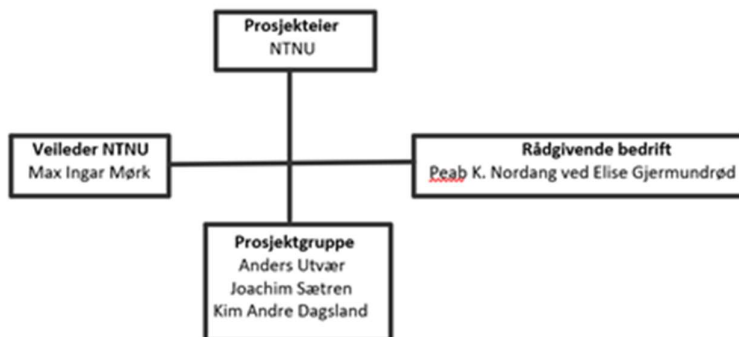 Prosjekteier
NTNU
Veileder NTNU
Max Ingar Mørk
Rådgivende bedrift
Peab K. Nordang ved Elise Gjermundrød
Prosjektgruppe
Anders Utvær
Joachim Sætren
Kim Andre Dagsland